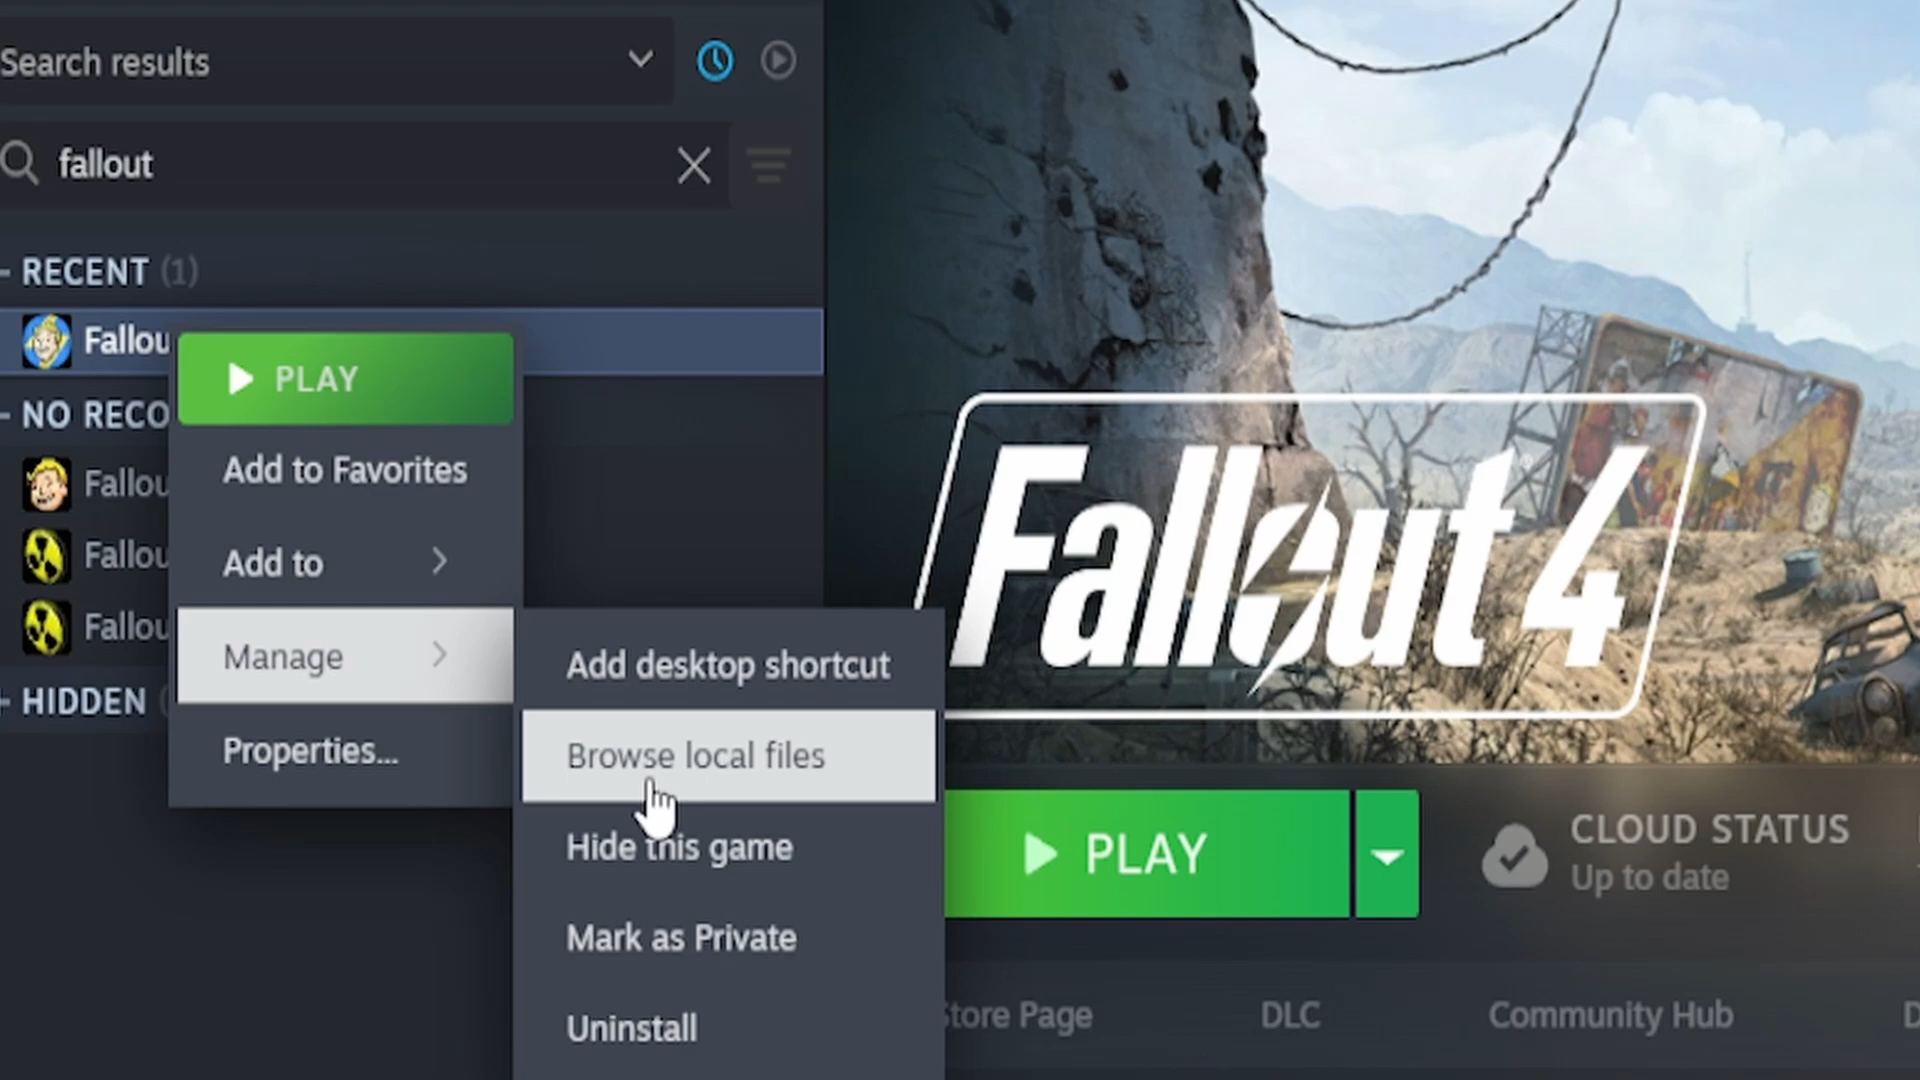 Search results
fallout
- RECENT (1)
Fallou
PLAY
- NO RECO
Add to Favorites
Fallou
Add to
Fallou
Manage
Fallou
Properties...
+ HIDDEN (
Add desktop shortcut
Browse local files
Hide this game
Mark as Private
Uninstall
Fallout 4
PLAY
CLOUD STATUS
Up to date
Store Page
DLC
Community Hub
D